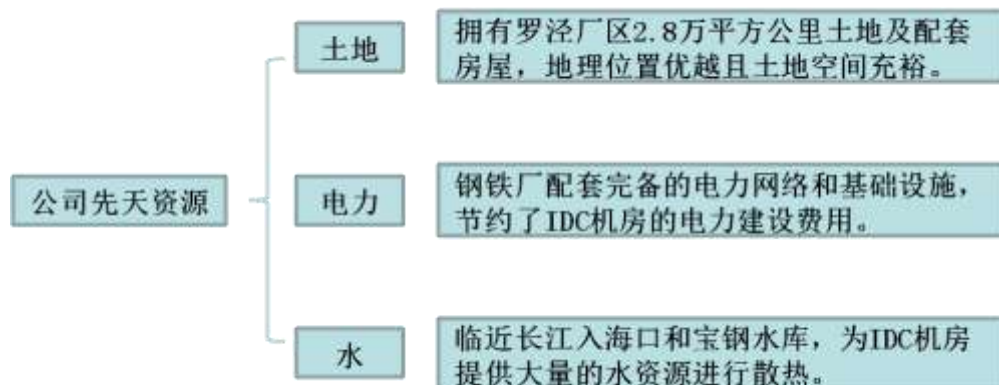 公司先天资源
土地
拥有罗泾厂区2.8万平方公里土地及配套
房屋，地理位置优越且土地空间充裕。
电力
钢铁厂配套完备的电力网络和基础设施，
节约了IDC机房的电力建设费用。
水
临近长江入海口和宝钢水库，为IDC机房
提供大量的水资源进行散热。